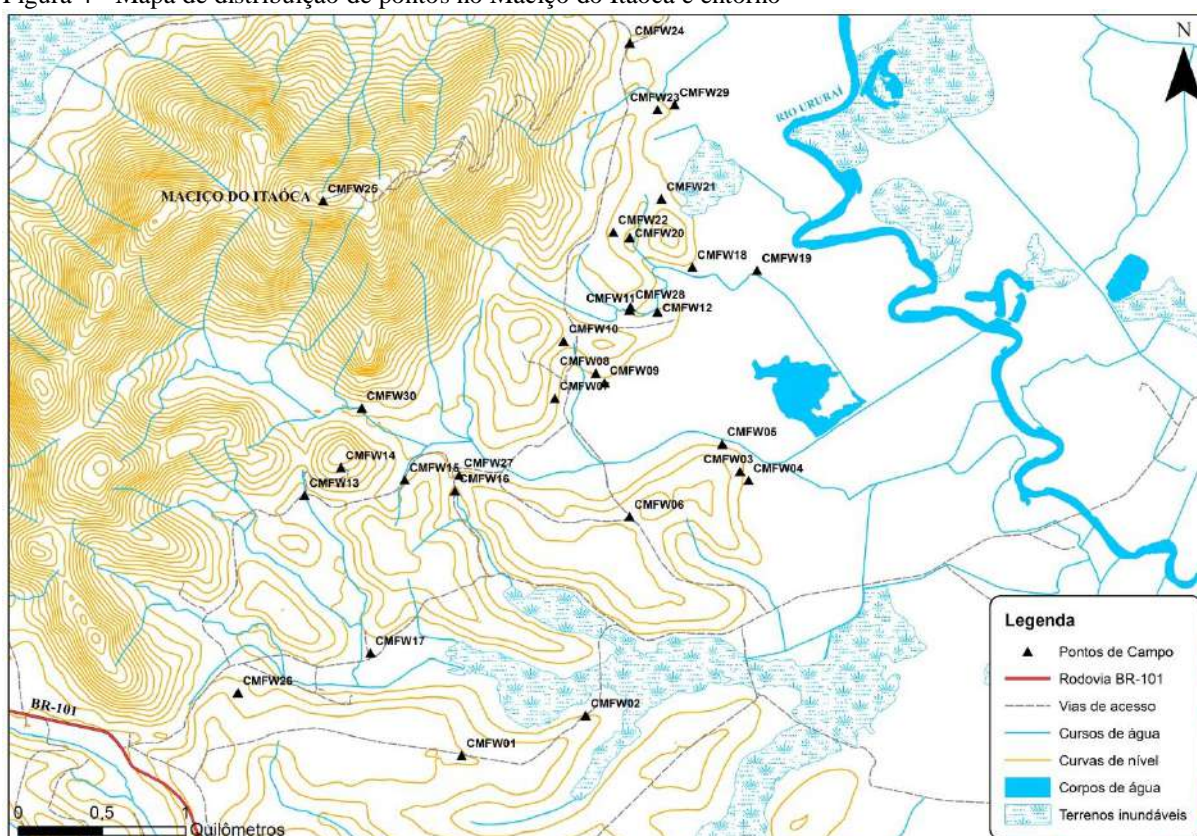 Figura 4 - Mapa de distribuição de pontos no Maciço do Itaóca e entorno
CMFW24
N
CMFW29
CMFW23
RIO URURAÍ
CMFW25
MACIÇO DO ITAÓCA
CMFW21
CMFW22
CMFW20
CMFW18
CMFW19
CMFW11
CMFW28
CMFW12
CMFW10
CMFW08
CMFW09
CMFW07
CMFW30
CMFW05
CMFW14
CMFW15
CMFW27
CMFW03
CMFW04
CMFW13
CMFW16
CMFW06
CMFW17
CMFW26
CMFW02
BR-101
CMFW01
Legenda
Pontos de Campo
Rodovia BR-101
Vias de acesso
Cursos de água
Curvas de nível
Corpos de água
Terrenos inundáveis
0 0,5 1
Quilômetros